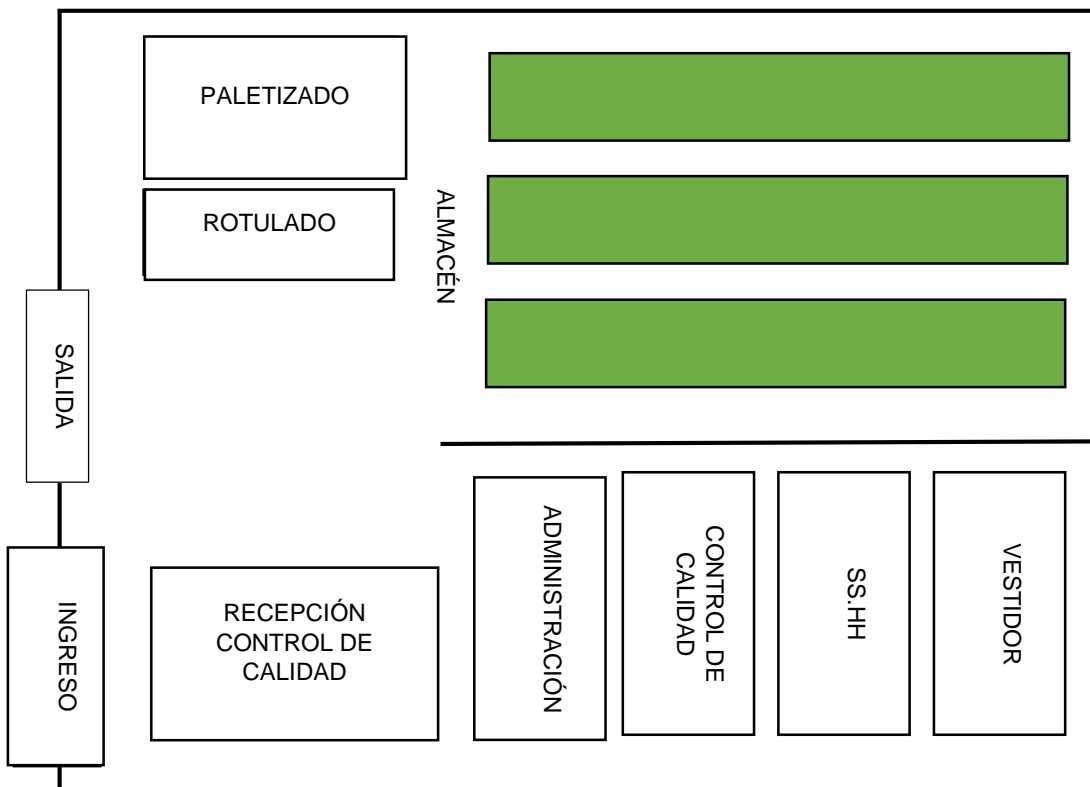 PALETIZADO
ROTULADO
ALMACÉN
SALIDA
INGRESO
RECEPCIÓN
CONTROL DE
CALIDAD
ADMINISTRACIÓN
CONTROL DE
CALIDAD
SS.HH
VESTIDOR